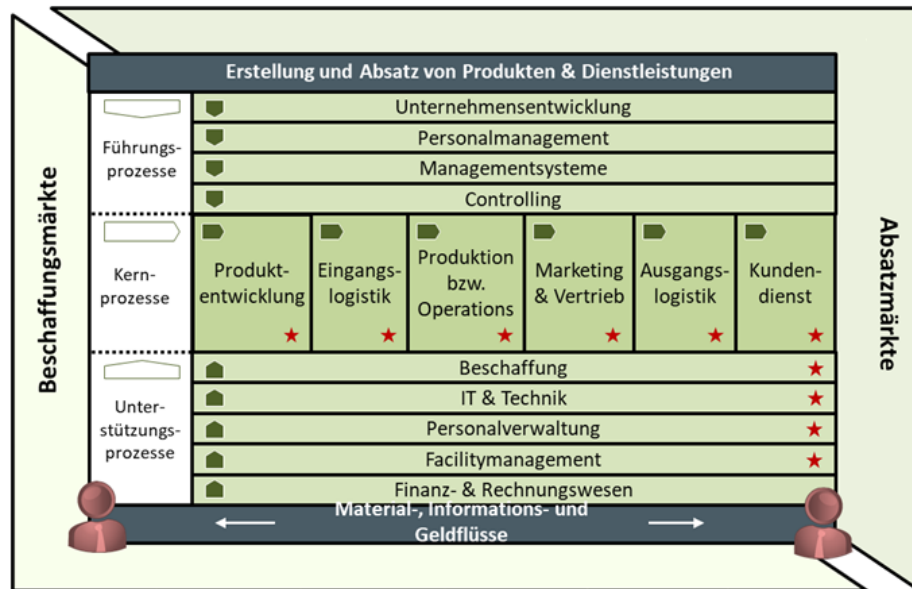 Erstellung und Absatz von Produkten & Dienstleistungen
Beschaffungsmärkte
Führungs-
prozesse
Unternehmensentwicklung
Personalmanagement
Managementsysteme
Controlling
Kern-
prozesse
Produkt-
entwicklung
Eingangs-
logistik
Produktion
bzw.
Operations
Marketing
& Vertrieb
Ausgangs-
logistik
Kunden-
dienst
Unter-
stützungs-
prozesse
Beschaffung
IT & Technik
Personalverwaltung
Facilitymanagement
Finanz- & Rechnungswesen
Absatzmärkte
Material-, Informations- und
Geldflüsse